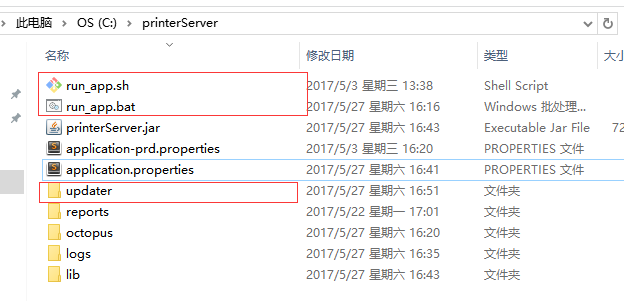 此电脑 > OS (C:) > printerServer
名称 修改日期 类型 大小
run_app.sh 2017/5/3 星期三 13:38 Shell Script
run_app.bat 2017/5/27 星期六 16:16 Windows 批处理...
printerServer.jar 2017/5/27 星期六 16:43 Executable Jar File 72
application-prd.properties 2017/5/3 星期三 16:20 PROPERTIES 文件
application.properties 2017/5/27 星期六 16:41 PROPERTIES 文件
updater 2017/5/27 星期六 16:51 文件夹
reports 2017/5/22 星期一 17:01 文件夹
octopus 2017/5/27 星期六 16:20 文件夹
logs 2017/5/27 星期六 16:35 文件夹
lib 2017/5/27 星期六 16:43 文件夹